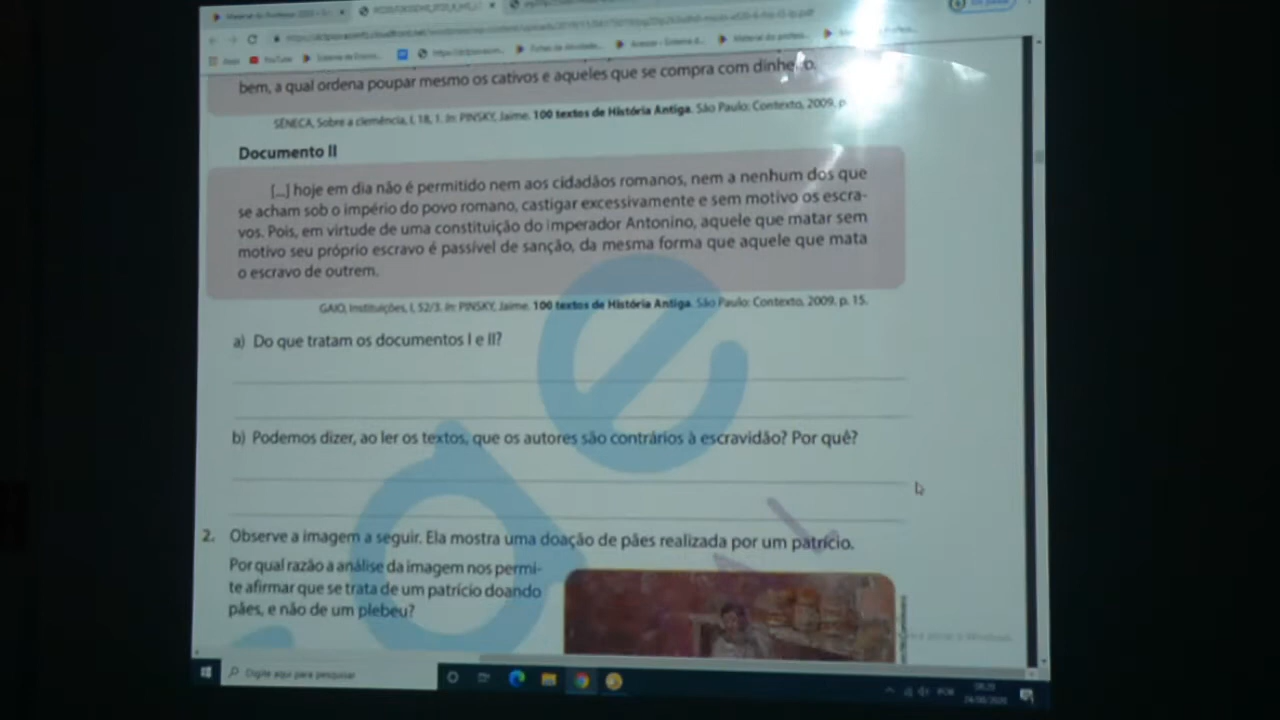 bem, a qual ordena poupar mesmo os cativos e aqueles que se compra com dinheiro.
SÊNECA, Sobre a clemência, I, 18, 1. In: PINSKY, Jaime. 100 textos de História Antiga. São Paulo: Contexto, 2009. p
Documento II
[...] hoje em dia não é permitido nem aos cidadãos romanos, nem a nenhum dos que
se acham sob o império do povo romano, castigar excessivamente e sem motivo os escra-
vos. Pois, em virtude de uma constituição do imperador Antonino, aquele que matar sem
motivo seu próprio escravo é passível de sanção, da mesma forma que aquele que mata
o escravo de outrem.
GAIO, Instituições, I, 52/3. In: PINSKY, Jaime. 100 textos de História Antiga. São Paulo: Contexto, 2009. p. 15.
a) Do que tratam os documentos I e II?
b) Podemos dizer, ao ler os textos, que os autores são contrários à escravidão? Por quê?
2. Observe a imagem a seguir. Ela mostra uma doação de pães realizada por um patrício.
Por qual razão a análise da imagem nos permi-
te afirmar que se trata de um patrício doando
pães, e não de um plebeu?
Digite aqui para pesquisar
POR